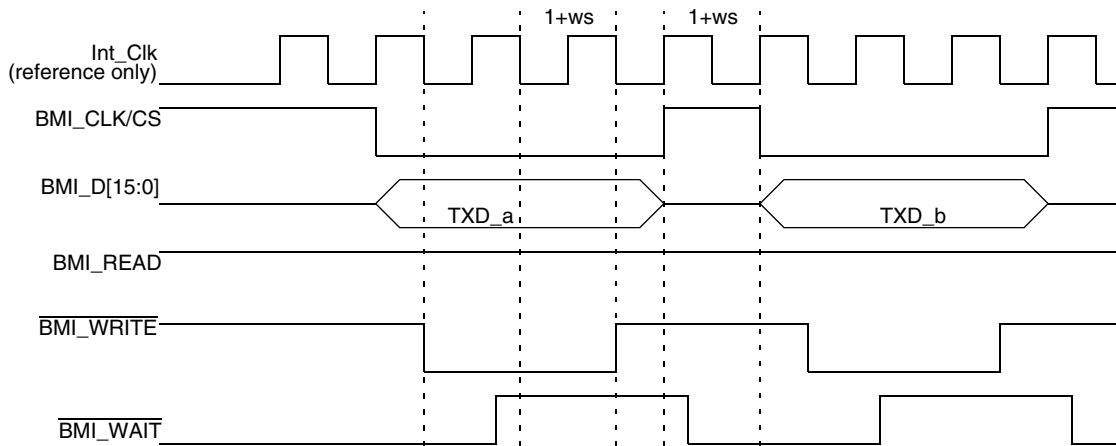 1+ws 1+ws
Int_Clk
(reference only)
BMI_CLK/CS
BMI_D[15:0]
TXD_a TXD_b
BMI_READ
BMI_WRITE
BMI_WAIT